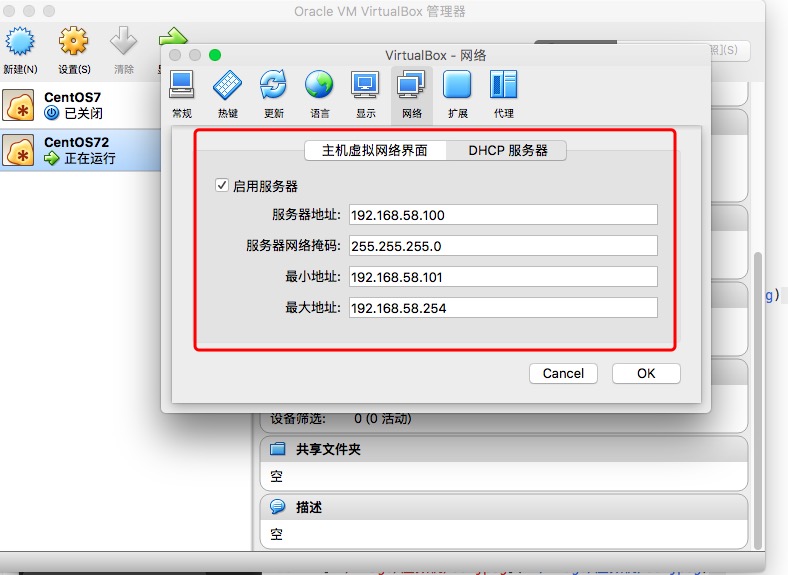 Oracle VM VirtualBox 管理器
新建(N)
设置(S)
清除
照](S)
VirtualBox - 网络
常规
热键
更新
语言
显示
网络
扩展
代理
CentOS7
已关闭
CentOS72
正在运行
主机虚拟网络界面
DHCP 服务器
启用服务器
服务器地址:
192.168.58.100
服务器网络掩码:
255.255.255.0
最小地址:
192.168.58.101
最大地址:
192.168.58.254
g)
Cancel
OK
设备筛选:
0 (0 活动)
共享文件夹
空
描述
空